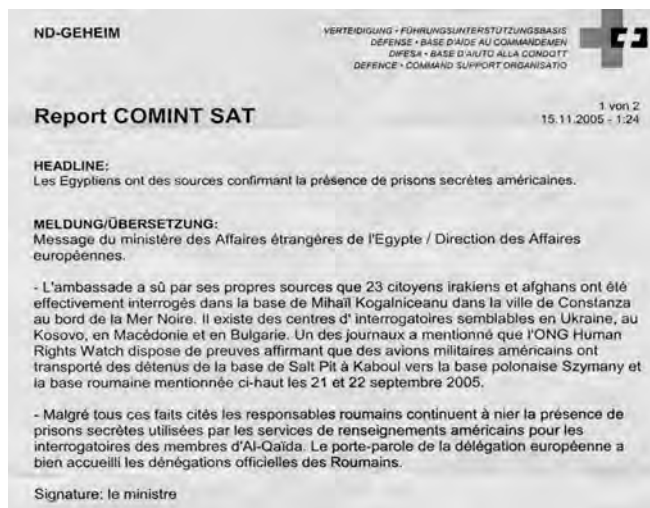 ND-GEHEIM
VERTEIDIGUNG • FÜHRUNGSUNTERSTÜTZUNGSBASIS
DÉFENSE • BASE D'AIDE AU COMMANDEMEN
DIFESA • BASE D'AIUTO ALLA CONDOTT
DEFENCE • COMMAND SUPPORT ORGANISATIO
Report COMINT SAT
1 von 2
15.11.2005 - 1:24
HEADLINE:
Les Egyptiens ont des sources confirmant la présence de prisons secrètes américaines.
MELDUNG/ÜBERSETZUNG:
Message du ministère des Affaires étrangères de l'Egypte / Direction des Affaires
européennes.
- L'ambassade a sû par ses propres sources que 23 citoyens irakiens et afghans ont été
effectivement interrogés dans la base de Mihaïl Kogalniceanu dans la ville de Constanza
au bord de la Mer Noire. Il existe des centres d' interrogatoires semblables en Ukraine, au
Kosovo, en Macédonie et en Bulgarie. Un des journaux a mentionné que l'ONG Human
Rights Watch dispose de preuves affirmant que des avions militaires américains ont
transporté des détenus de la base de Salt Pit à Kaboul vers la base polonaise Szymany et
la base roumaine mentionnée ci-haut les 21 et 22 septembre 2005.
- Malgré tous ces faits cités les responsables roumains continuent à nier la présence de
prisons secrètes utilisées par les services de renseignements américains pour les
interrogatoires des membres d'Al-Qaïda. Le porte-parole de la délégation européenne a
bien accueilli les dénégations officielles des Roumains.
Signature: le ministre